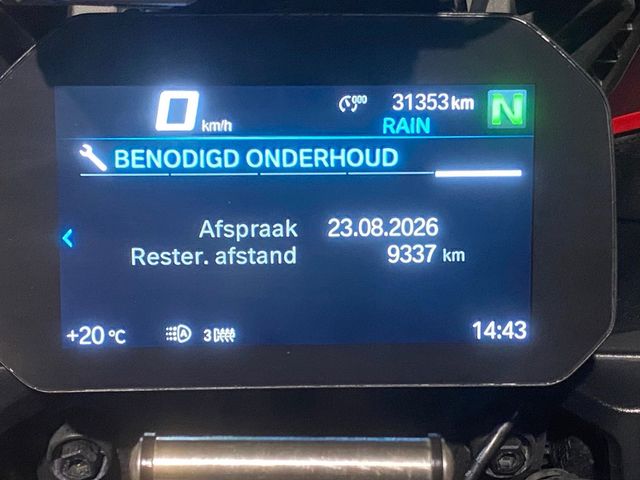 0 km/h
31353 km
N
RAIN
BENODIGD ONDERHOUD
Afspraak 23.08.2026
Rester. afstand 9337 km
+20 °C
A
3
14:43